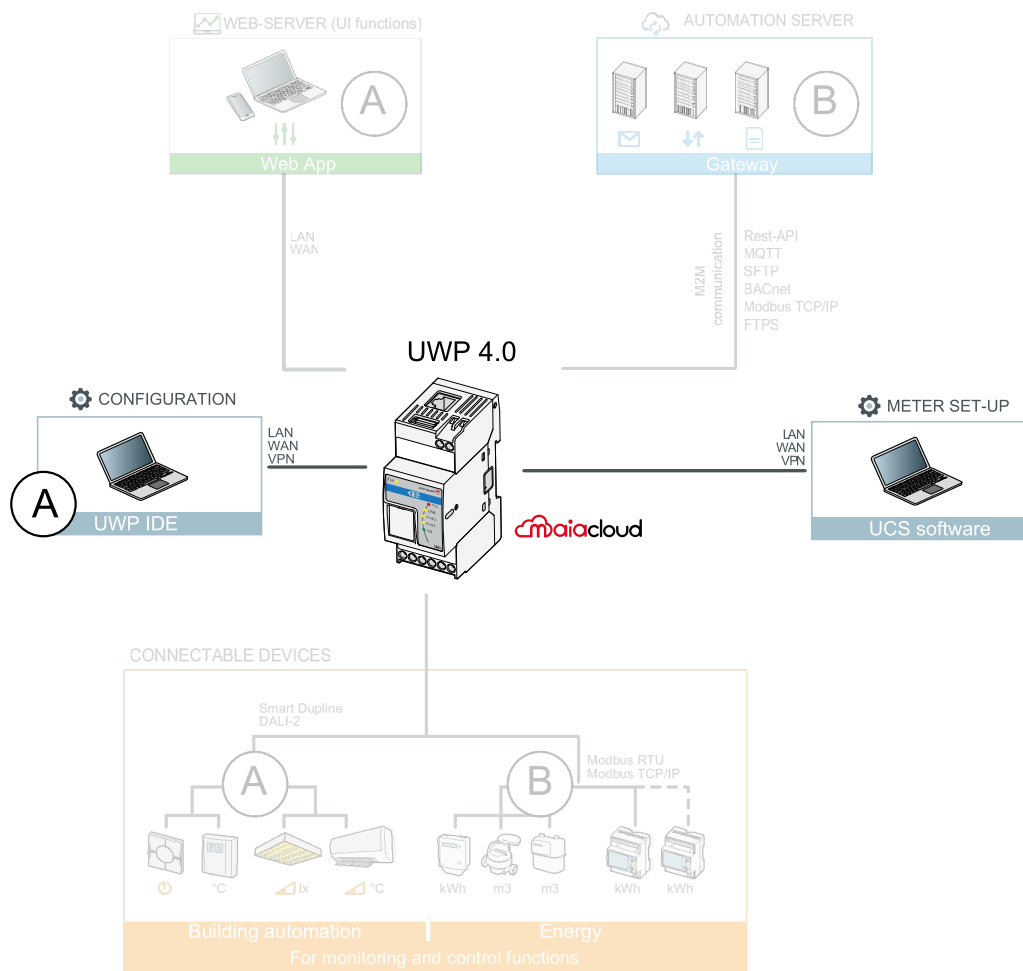 WEB-SERVER (UI functions)
A
Web App
AUTOMATION SERVER
B
Gateway
LAN
WAN
M2M
communication
Rest-API
MQTT
SFTP
BACnet
Modbus TCP/IP
FTPS
UWP 4.0
CONFIGURATION
A
UWP IDE
LAN
WAN
VPN
maiacloud
LAN
WAN
VPN
METER SET-UP
UCS software
CONNECTABLE DEVICES
Smart Dupline
DALI-2
A
B
Modbus RTU
Modbus TCP/IP
°C
lx
°C
kWh
m3
m3
kWh
kWh
Building automation
Energy
For monitoring and control functions